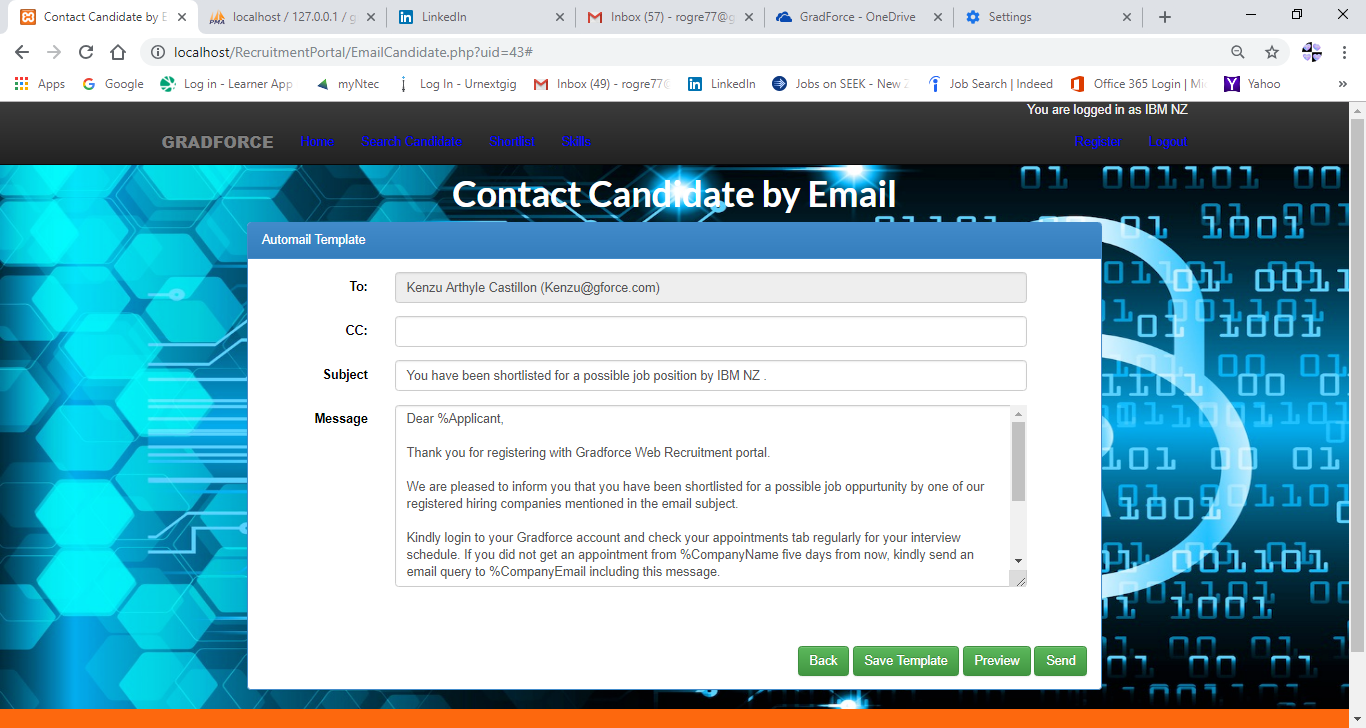 Contact Candidate by E
localhost / 127.0.0.1 / g
LinkedIn
Inbox (57) - rogre77@g
GradForce - OneDrive
Settings
localhost/RecruitmentPortal/EmailCandidate.php?uid=43#
Apps
Google
Log in - Learner App
myNtec
Log In - Urnextgig
Inbox (49) - rogre77@
LinkedIn
Jobs on SEEK - New Z
Job Search | Indeed
Office 365 Login | Mi
Yahoo
»
You are logged in as IBM NZ
GRADFORCE Home Search Candidate Shortlist Skills Register Logout
Contact Candidate by Email
Automail Template
To: Kenzu Arthyle Castillon (Kenzu@gforce.com)
CC:
Subject You have been shortlisted for a possible job position by IBM NZ .
Message Dear %Applicant,
Thank you for registering with Gradforce Web Recruitment portal.
We are pleased to inform you that you have been shortlisted for a possible job oppurtunity by one of our
registered hiring companies mentioned in the email subject.
Kindly login to your Gradforce account and check your appointments tab regularly for your interview
schedule. If you did not get an appointment from %CompanyName five days from now, kindly send an
email query to %CompanyEmail including this message.
Back Save Template Preview Send